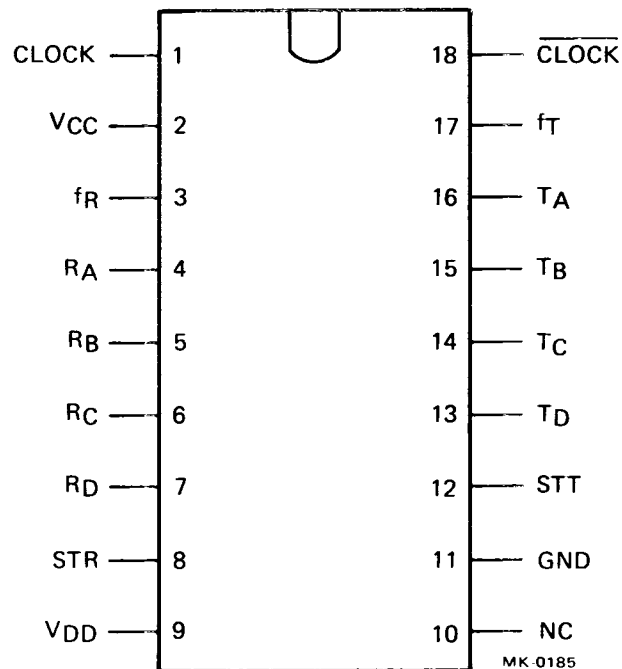 CLOCK 1 18 CLOCK
VCC 2 17 fT
fR 3 16 TA
RA 4 15 TB
RB 5 14 TC
RC 6 13 TD
RD 7 12 STT
STR 8 11 GND
VDD 9 10 NC
MK-0185